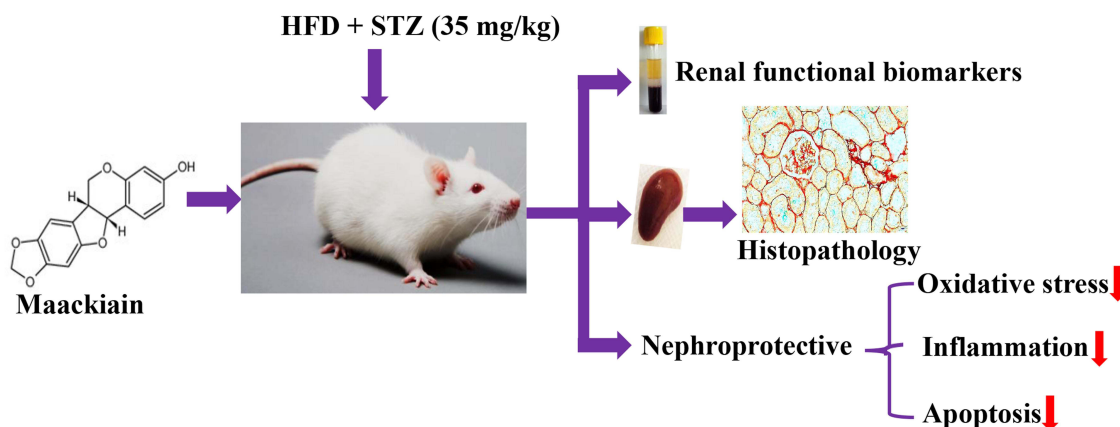 HFD + STZ (35 mg/kg)
Renal functional biomarkers
O
OH
H
H
O
O
O
Maackiain
Histopathology
Oxidative stress
Nephroprotective
Inflammation
Apoptosis